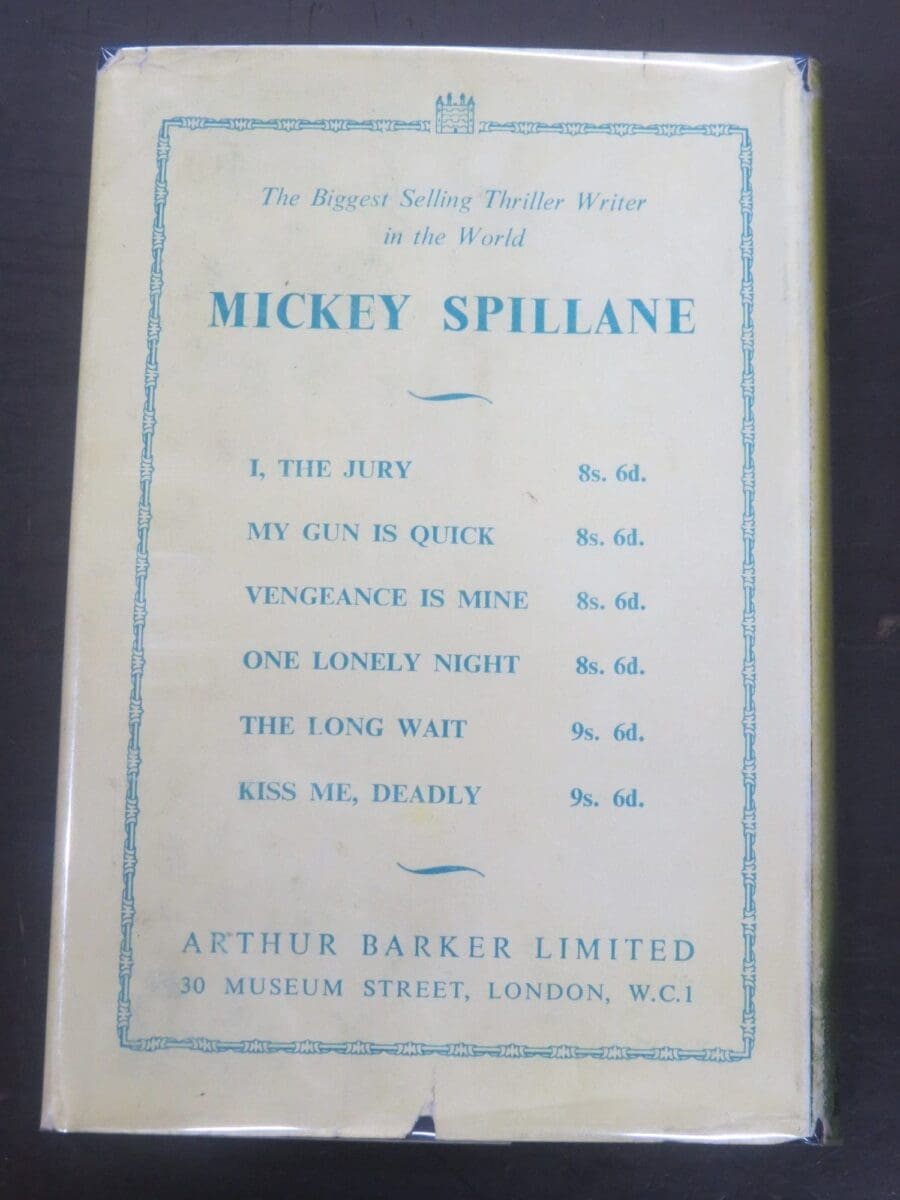 The Biggest Selling Thriller Writer
in the World
MICKEY SPILLANE
I, THE JURY 8s. 6d.
MY GUN IS QUICK 8s. 6d.
VENGEANCE IS MINE 8s. 6d.
ONE LONELY NIGHT 8s. 6d.
THE LONG WAIT 9s. 6d.
KISS ME, DEADLY 9s. 6d.
ARTHUR BARKER LIMITED
30 MUSEUM STREET, LONDON, W.C.1